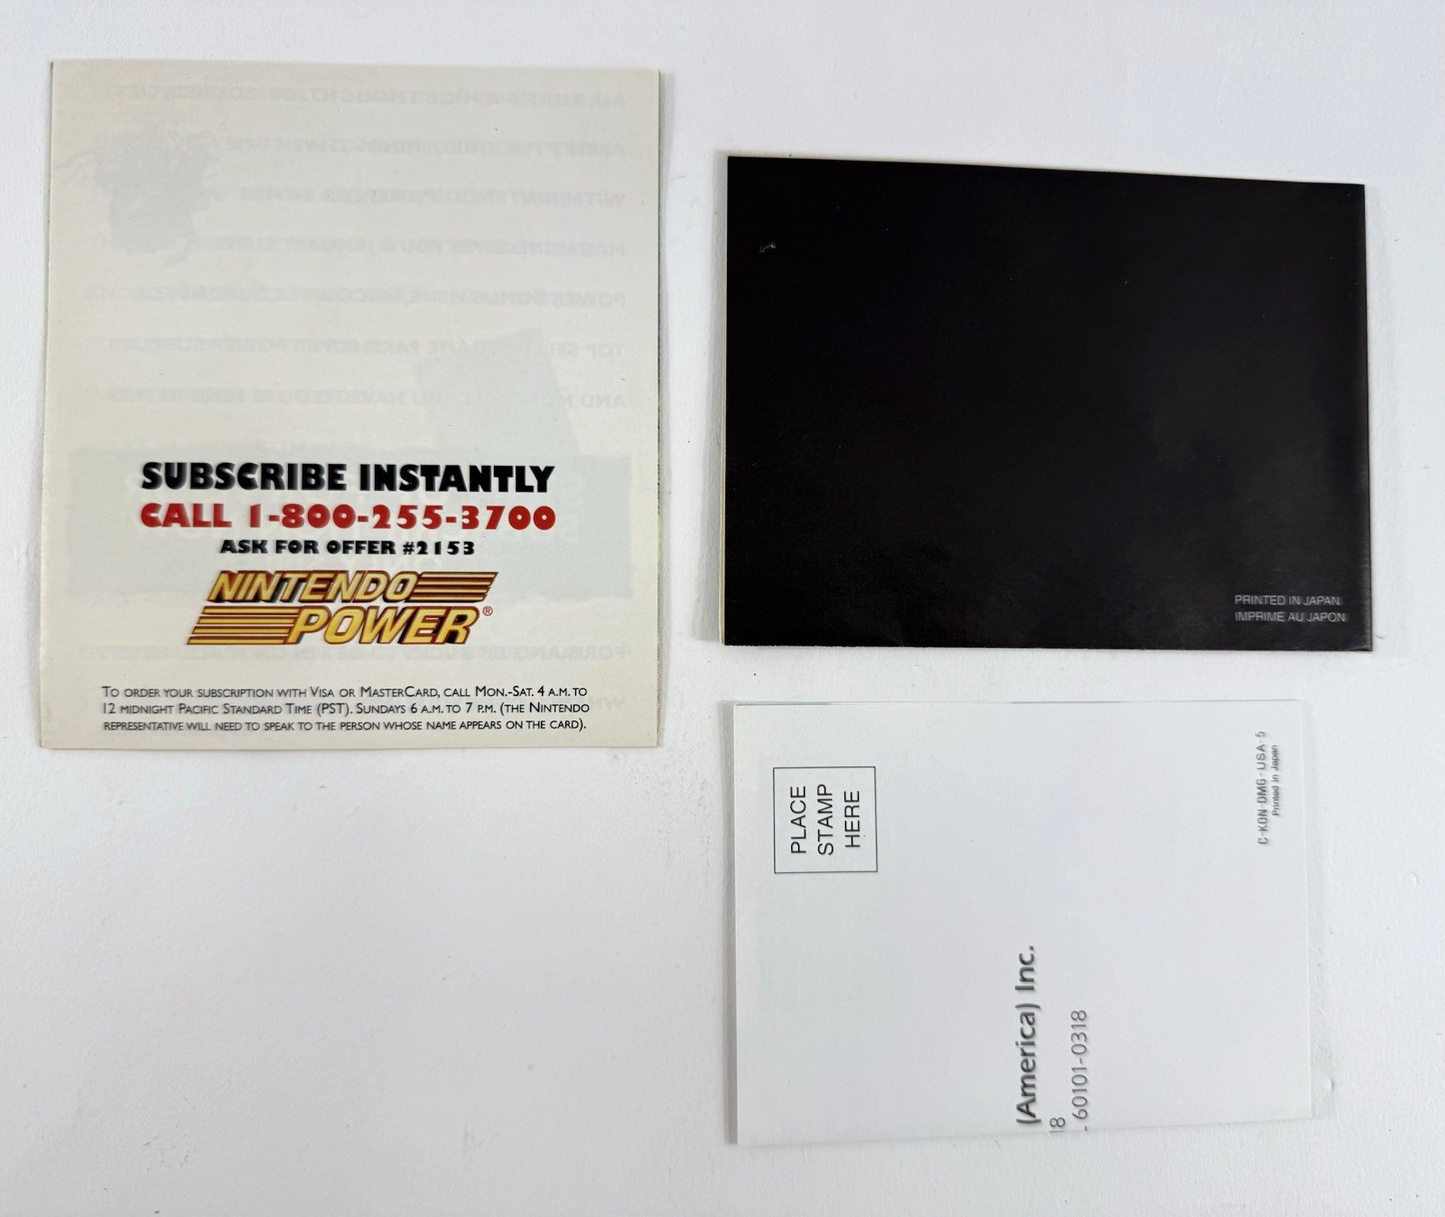 SUBSCRIBE INSTANTLY
CALL 1-800-255-3700
ASK FOR OFFER #2153
NINTENDO
POWER®
TO ORDER YOUR SUBSCRIPTION WITH VISA OR MASTERCARD, CALL MON.-SAT. 4 A.M. TO
12 MIDNIGHT PACIFIC STANDARD TIME (PST). SUNDAYS 6 A.M. TO 7 P.M. (THE NINTENDO
REPRESENTATIVE WILL NEED TO SPEAK TO THE PERSON WHOSE NAME APPEARS ON THE CARD).
PRINTED IN JAPAN
IMPRIME AU JAPON
PLACE
STAMP
HERE
(America) Inc.
18
. 60101-0318
C-KON-DMG-USA-5
Printed in Japan